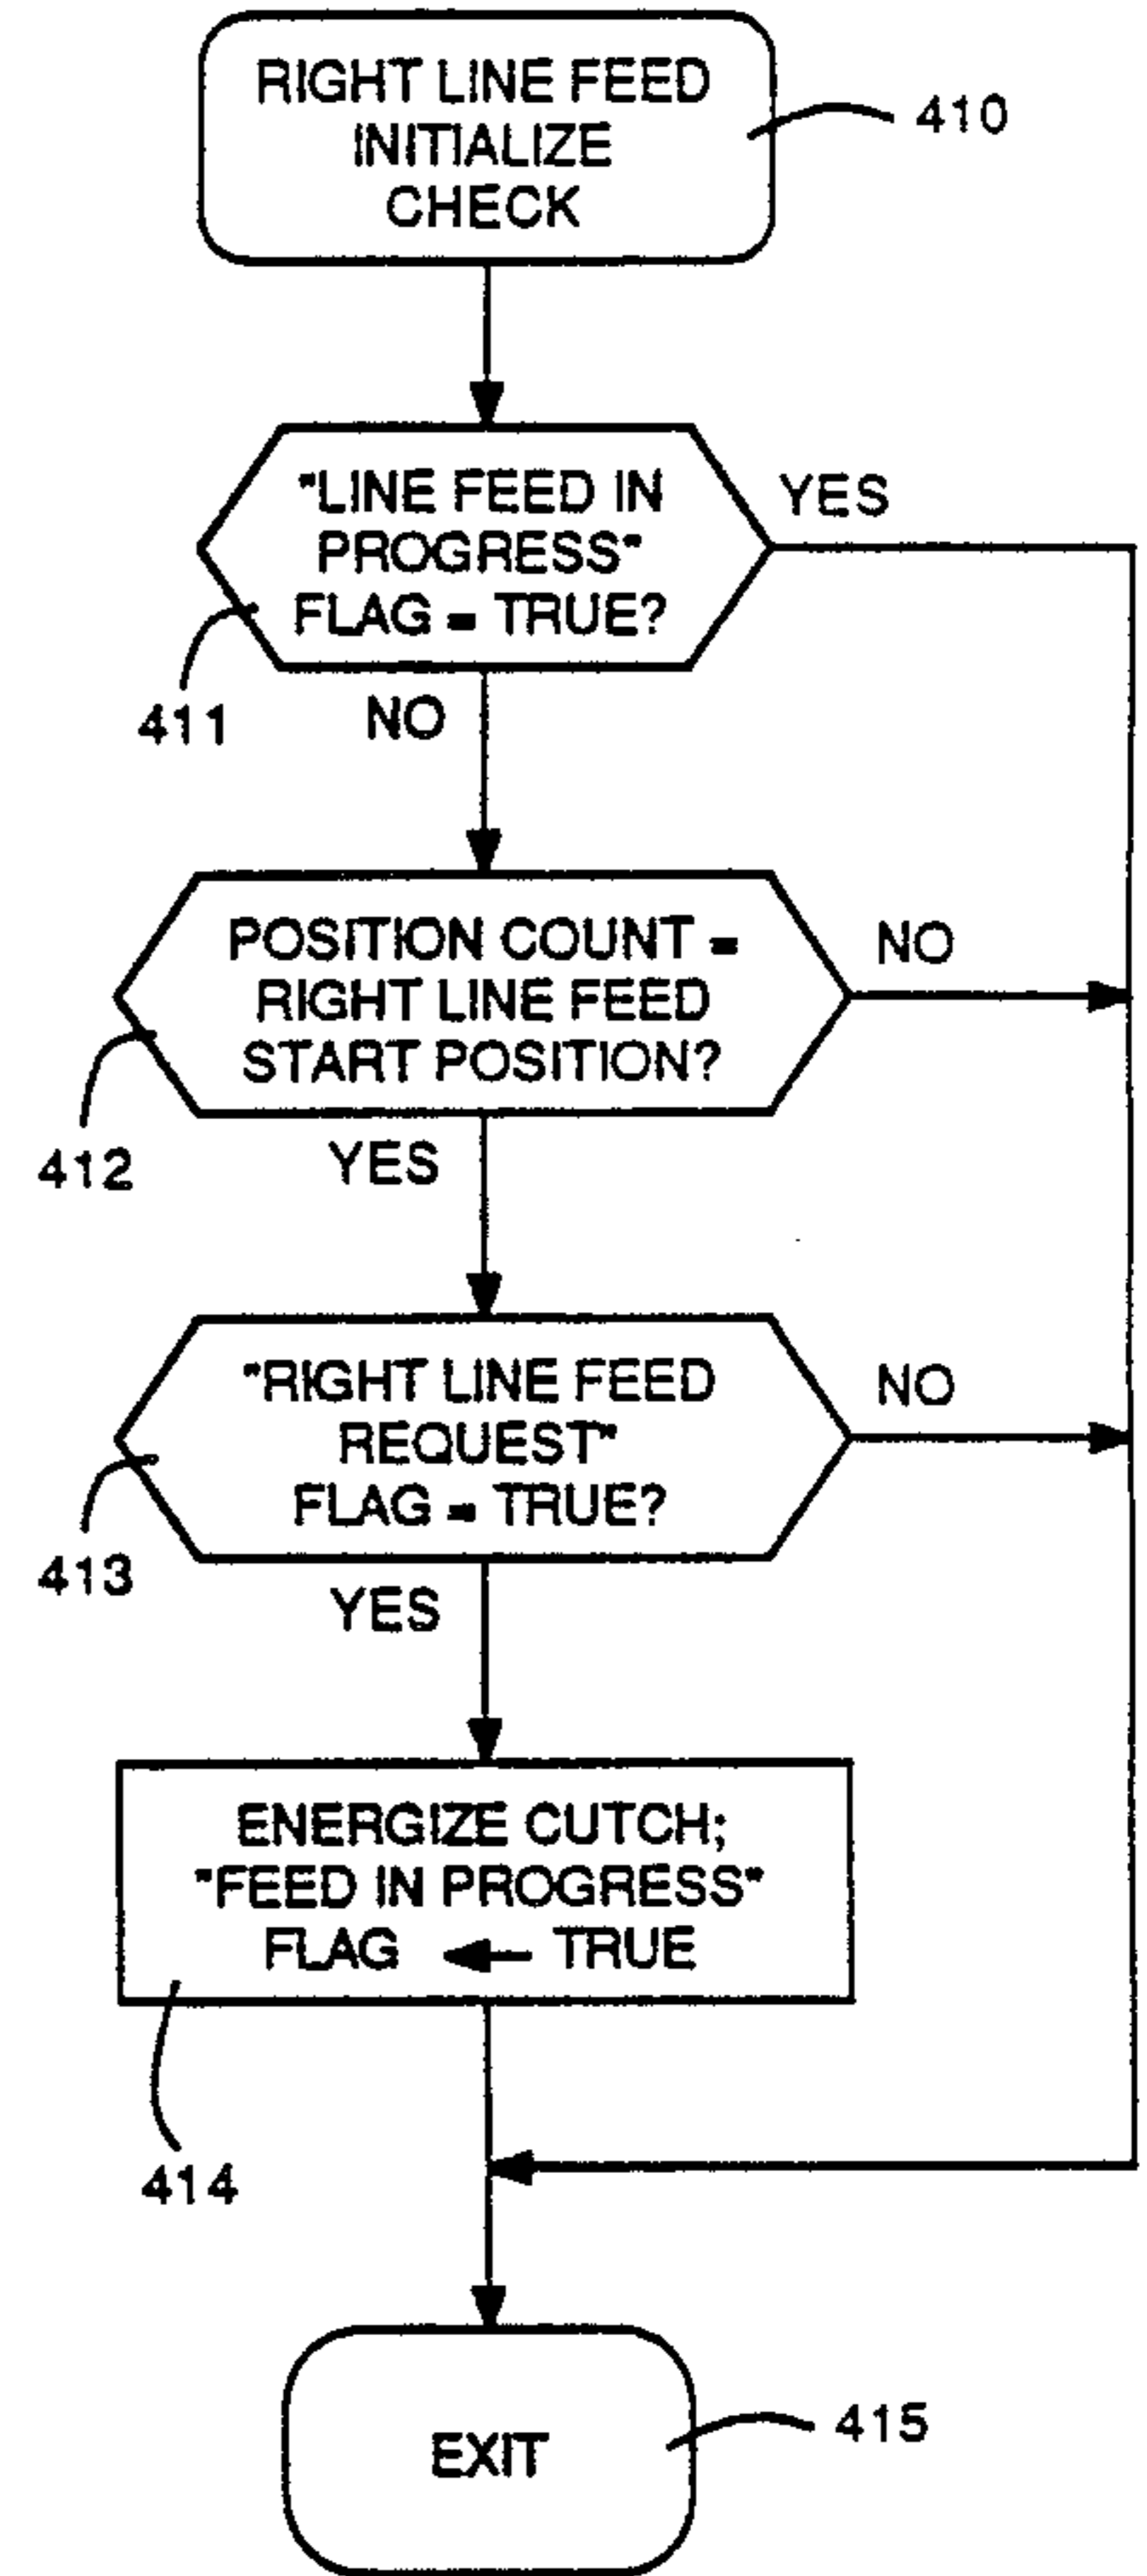 RIGHT LINE FEED
INITIALIZE
CHECK
410
"LINE FEED IN
PROGRESS"
FLAG = TRUE?
YES
411
NO
POSITION COUNT =
RIGHT LINE FEED
START POSITION?
NO
412
YES
"RIGHT LINE FEED
REQUEST"
FLAG = TRUE?
NO
413
YES
ENERGIZE CUTCH;
"FEED IN PROGRESS"
FLAG ← TRUE
414
EXIT
415